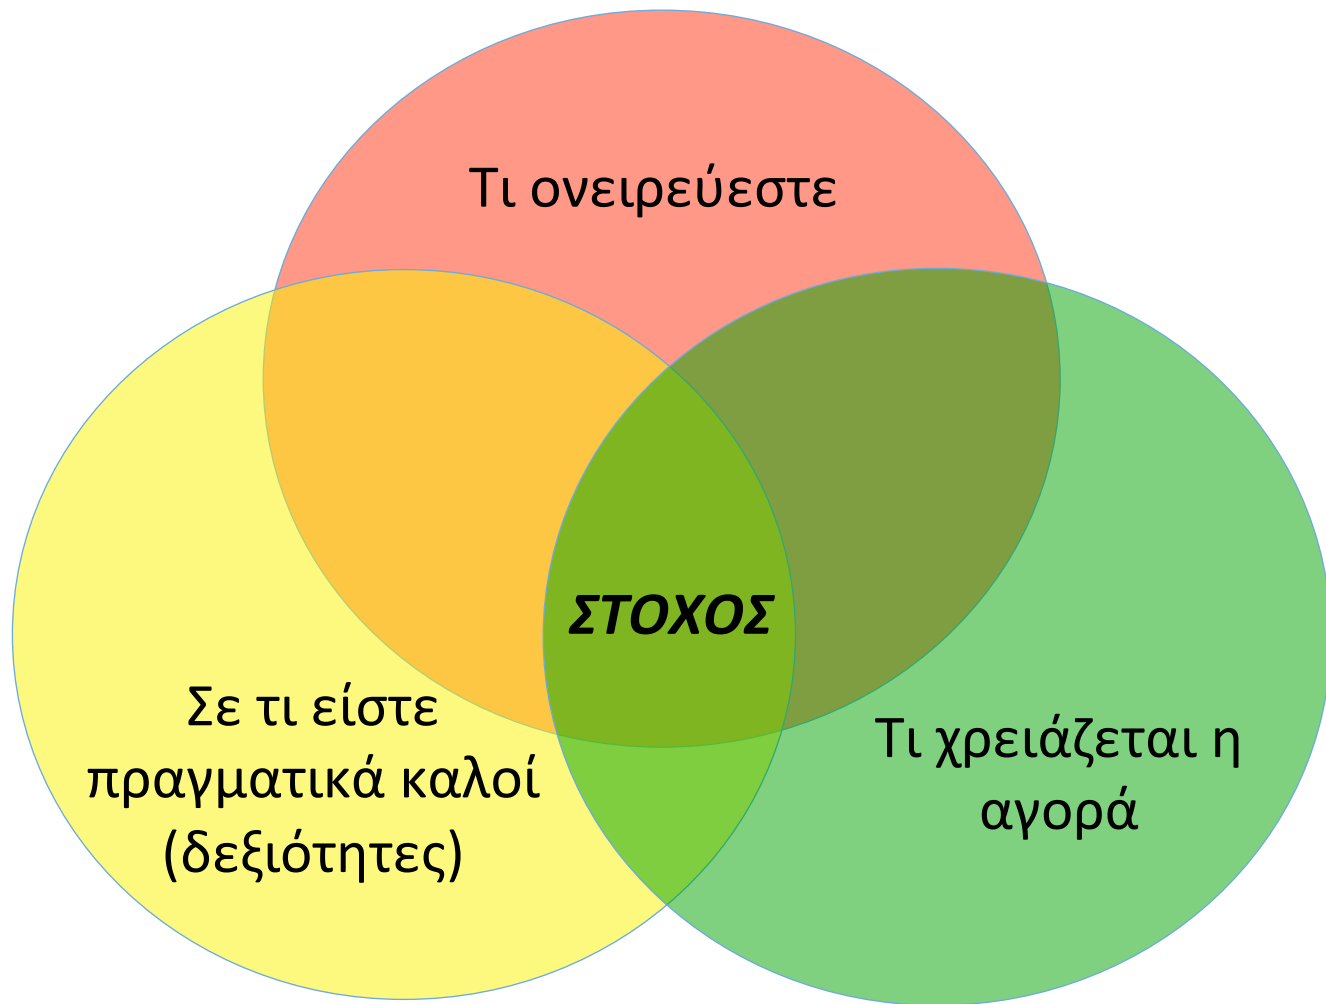 Τι ονειρεύεστε
ΣΤΟΧΟΣ
Σε τι είστε
πραγματικά καλοί
(δεξιότητες)
Τι χρειάζεται η
αγορά